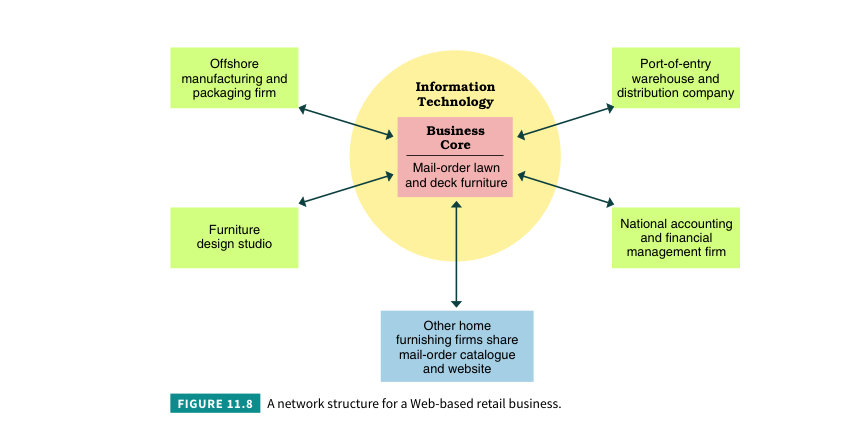 Offshore
manufacturing and
packaging firm
Port-of-entry
warehouse and
distribution company
Information
Technology
Business
Core
Mail-order lawn
and deck furniture
Furniture
design studio
National accounting
and financial
management firm
Other home
furnishing firms share
mail-order catalogue
and website
FIGURE 11.8 A network structure for a Web-based retail business.